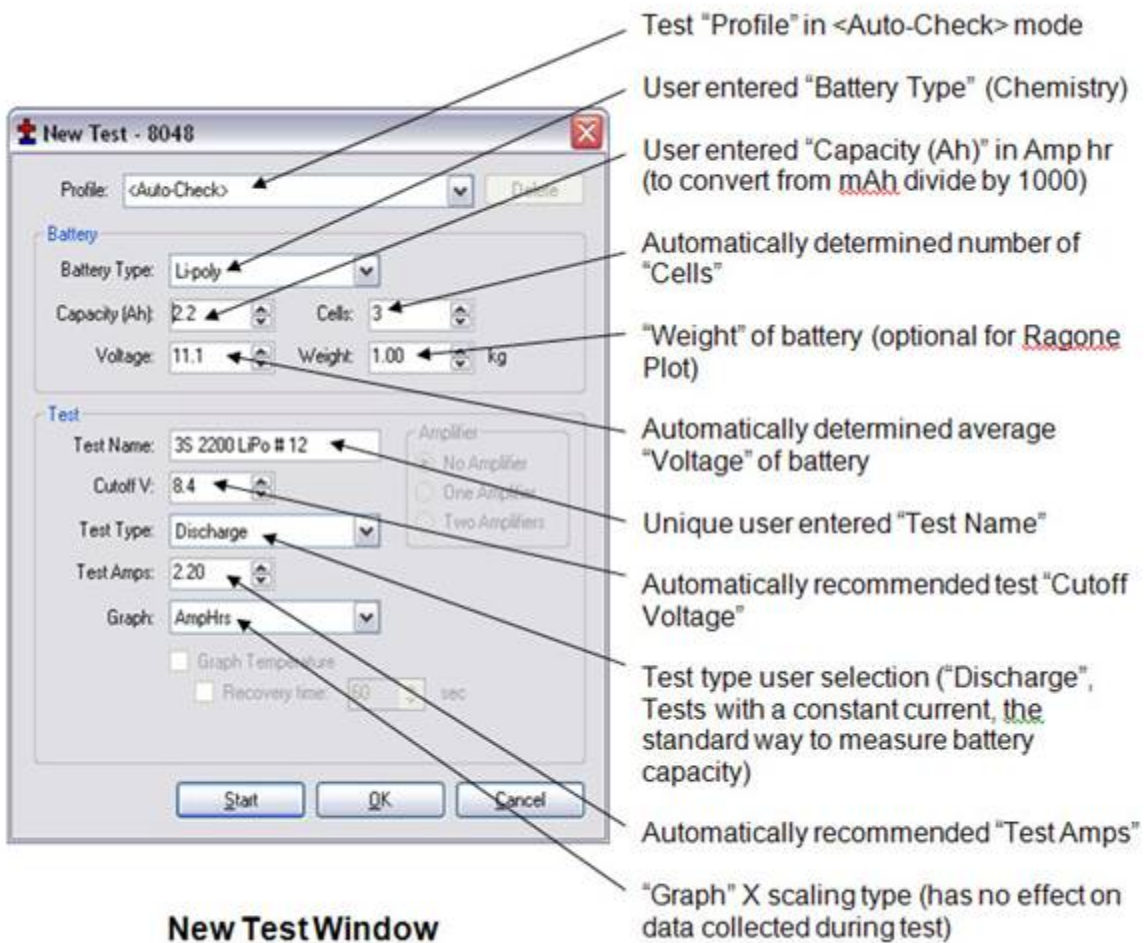 Test “Profile” in <Auto-Check> mode
User entered “Battery Type” (Chemistry)
User entered “Capacity (Ah)” in Amp hr
(to convert from mAh divide by 1000)
Automatically determined number of
“Cells”
“Weight” of battery (optional for Ragone
Plot)
Automatically determined average
“Voltage” of battery
Unique user entered “Test Name”
Automatically recommended test “Cutoff
Voltage”
Test type user selection (“Discharge”,
Tests with a constant current, the
standard way to measure battery
capacity)
Automatically recommended “Test Amps”
“Graph” X scaling type (has no effect on
data collected during test)
New Test - 8048
Profile: <Auto-Check> Delete
Battery
Battery Type: Li-poly
Capacity (Ah): 2.2 Cells: 3
Voltage: 11.1 Weight: 1.00 kg
Test
Test Name: 3S 2200 LiPo # 12
Amplifier
No Amplifier
One Amplifier
Two Amplifiers
Cutoff V: 8.4
Test Type: Discharge
Test Amps: 2.20
Graph: AmpHrs
Graph Temperature
Recovery time: 60 sec
Start OK Cancel
New Test Window